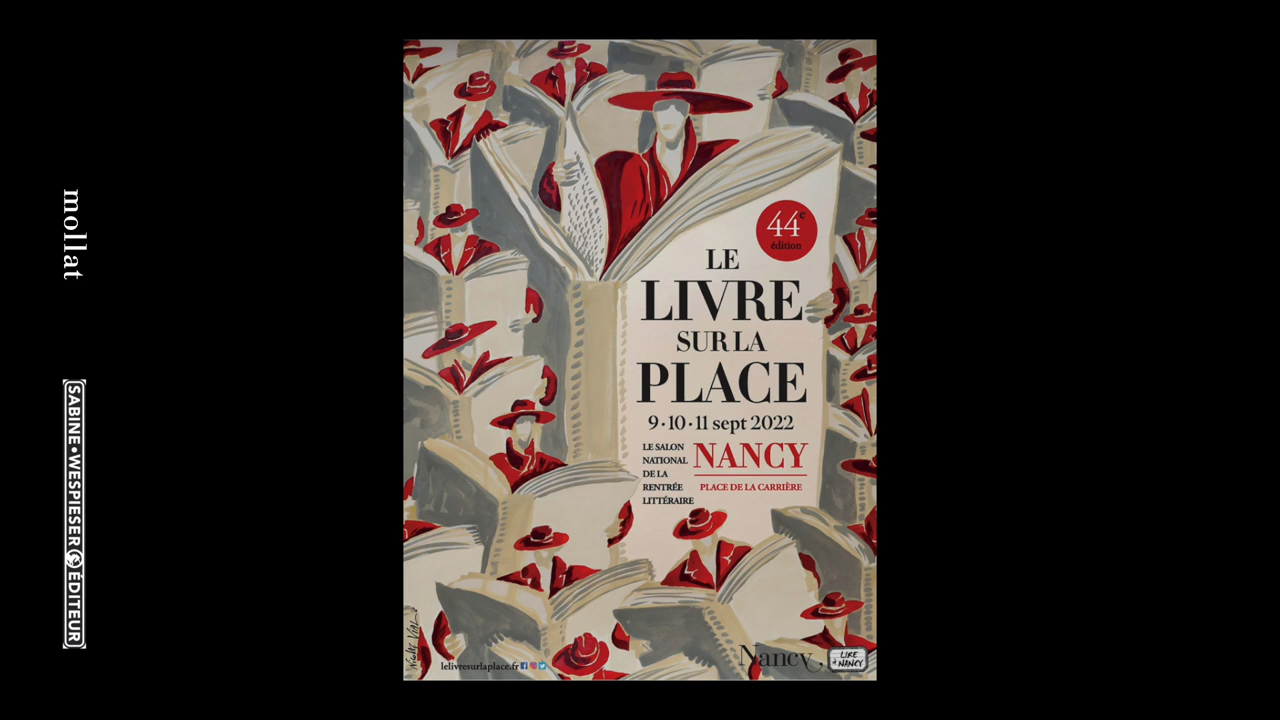 mollat
SABINE•WESPIESER ÉDITEUR
44e
édition
LE
LIVRE
SUR LA
PLACE
9•10•11 sept 2022
LE SALON
NATIONAL
DE LA
RENTRÉE
LITTÉRAIRE
NANCY
PLACE DE LA CARRIÈRE
lelivresurlaplace.fr
Nancy,
LIRE
à NANCY